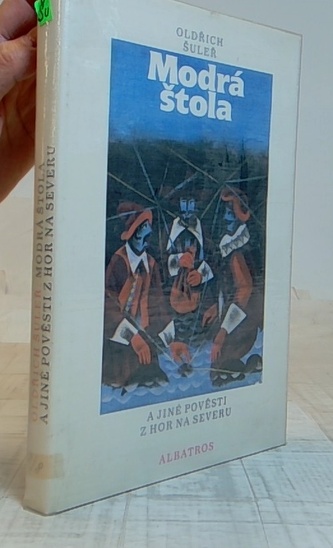 OLDŘICH
ŠULEŘ
Modrá
štola
A JINÉ POVĚSTI
Z HOR NA SEVERU
ALBATROS
OLDŘICH ŠULEŘ MODRÁ ŠTOLA
A JINÉ POVĚSTI Z HOR NA SEVERU